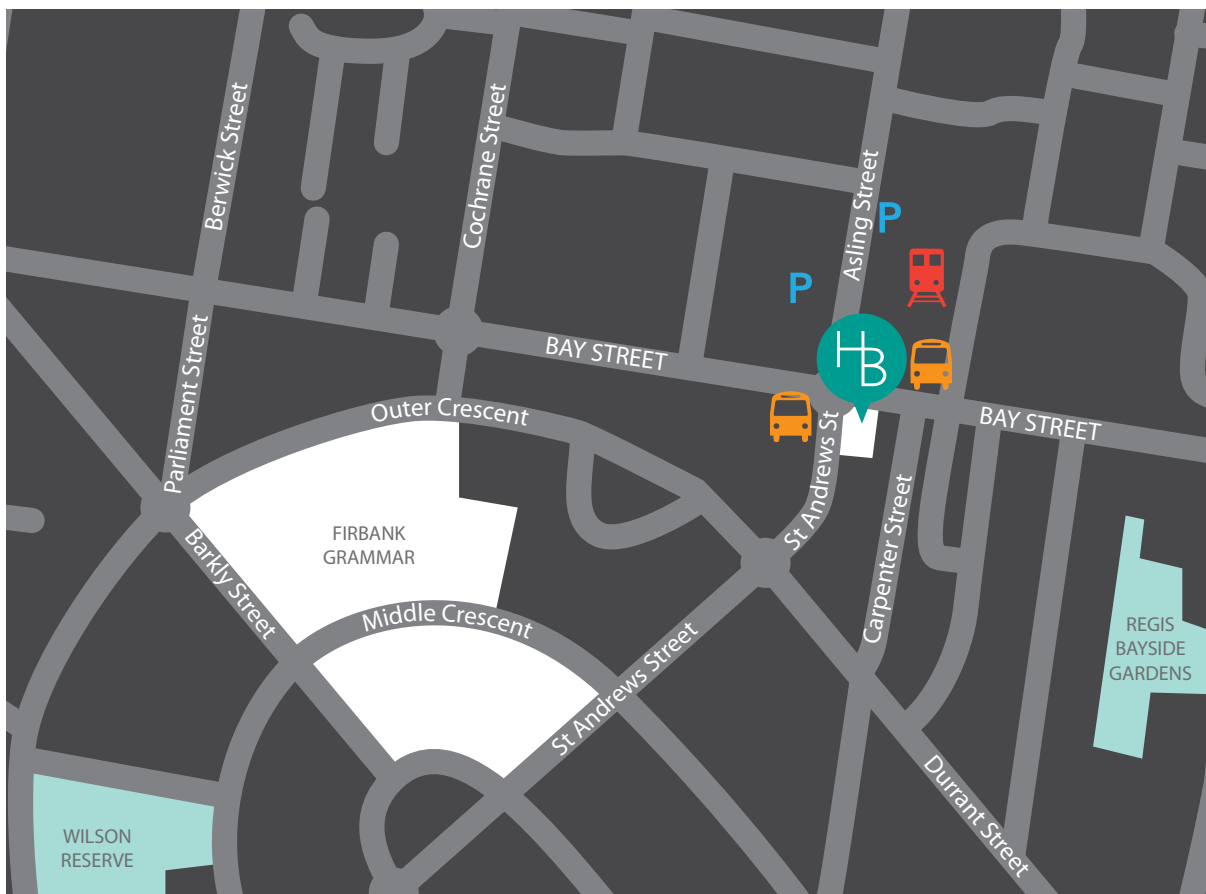 Berwick Street
Cochrane Street
Asling Street
P
P
HB
BAY STREET
BAY STREET
Parliament Street
Outer Crescent
St Andrews St
FIRBANK
GRAMMAR
Barkly Street
Middle Crescent
Carpenter Street
St Andrews Street
REGIS
BAYSIDE
GARDENS
Durrant Street
WILSON
RESERVE